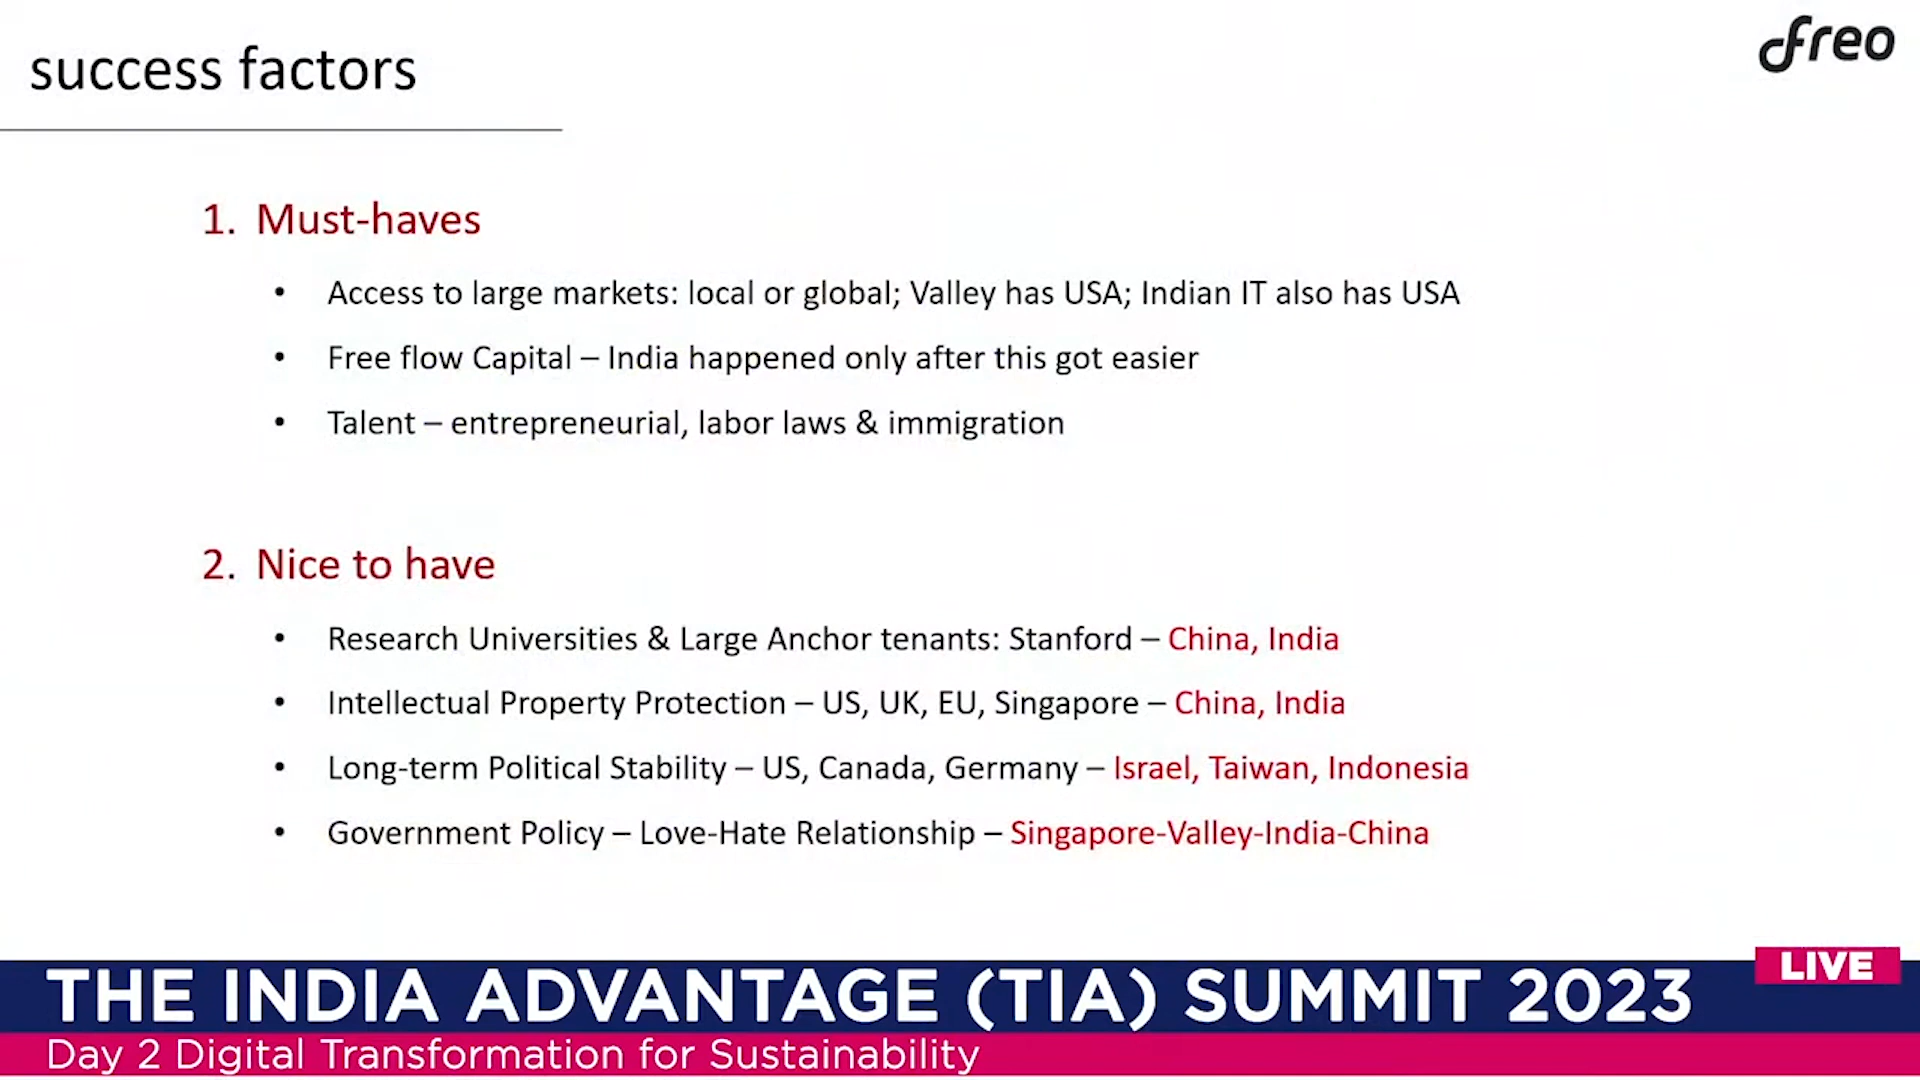 success factors
freo
1. Must-haves
• Access to large markets: local or global; Valley has USA; Indian IT also has USA
• Free flow Capital – India happened only after this got easier
• Talent – entrepreneurial, labor laws & immigration
2. Nice to have
• Research Universities & Large Anchor tenants: Stanford – China, India
• Intellectual Property Protection – US, UK, EU, Singapore – China, India
• Long-term Political Stability – US, Canada, Germany – Israel, Taiwan, Indonesia
• Government Policy – Love-Hate Relationship – Singapore-Valley-India-China
LIVE
THE INDIA ADVANTAGE (TIA) SUMMIT 2023
Day 2 Digital Transformation for Sustainability